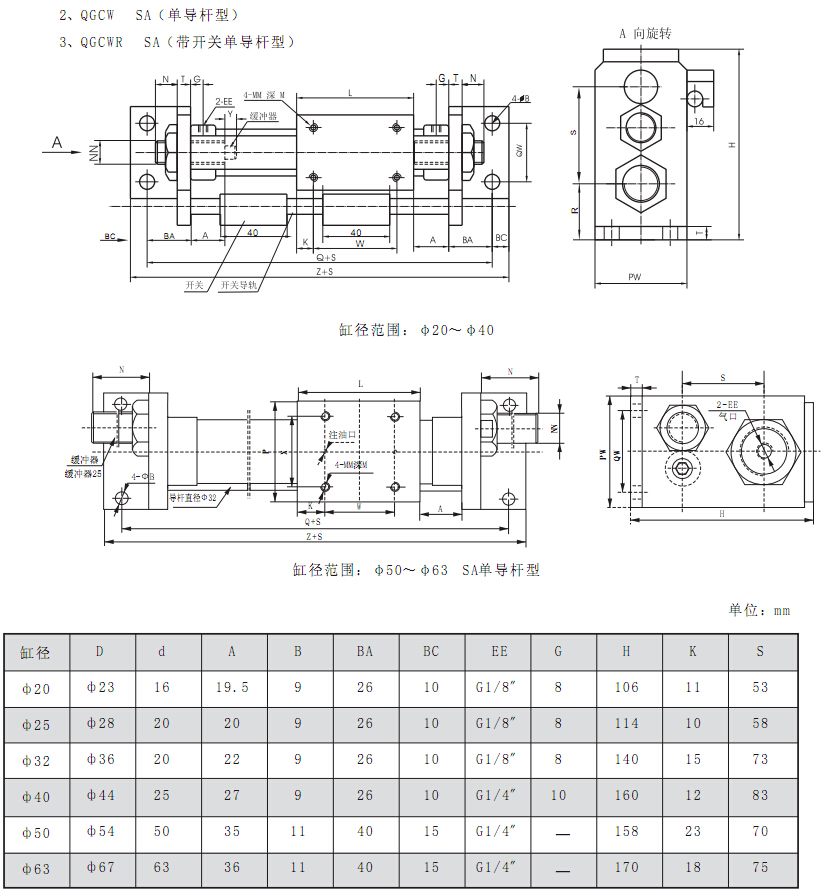 2、QGCW SA（单导杆型）
3、QGCWR SA（带开关单导杆型）
A 向旋转
N T G
2-EE
Y
4-MM 深 M
缓冲器
L
G T N
4-ΦB
A
NN
QW
S
R
H
16
T
PW
BC BA A 40 K W 40 A BA BC
Q+S
Z+S
开关 开关导轨
缸径范围：φ20～φ40
N
L
N
NN
注油口
P X
4-MM深M
缓冲器
缓冲器25
4-ΦB
导杆直径Φ32
K W A
Q+S
Z+S
T
S
2-EE
气口
PW QW
H
缸径范围：φ50～φ63 SA单导杆型
单位：mm
缸径 D d A B BA BC EE G H K S
φ20 φ23 16 19.5 9 26 10 G1/8″ 8 106 11 53
φ25 φ28 20 20 9 26 10 G1/8″ 8 114 10 58
φ32 φ36 20 22 9 26 10 G1/8″ 8 140 15 73
φ40 φ44 25 27 9 26 10 G1/4″ 10 160 12 83
φ50 φ54 50 35 11 40 15 G1/4″ — 158 23 70
φ63 φ67 63 36 11 40 15 G1/4″ — 170 18 75